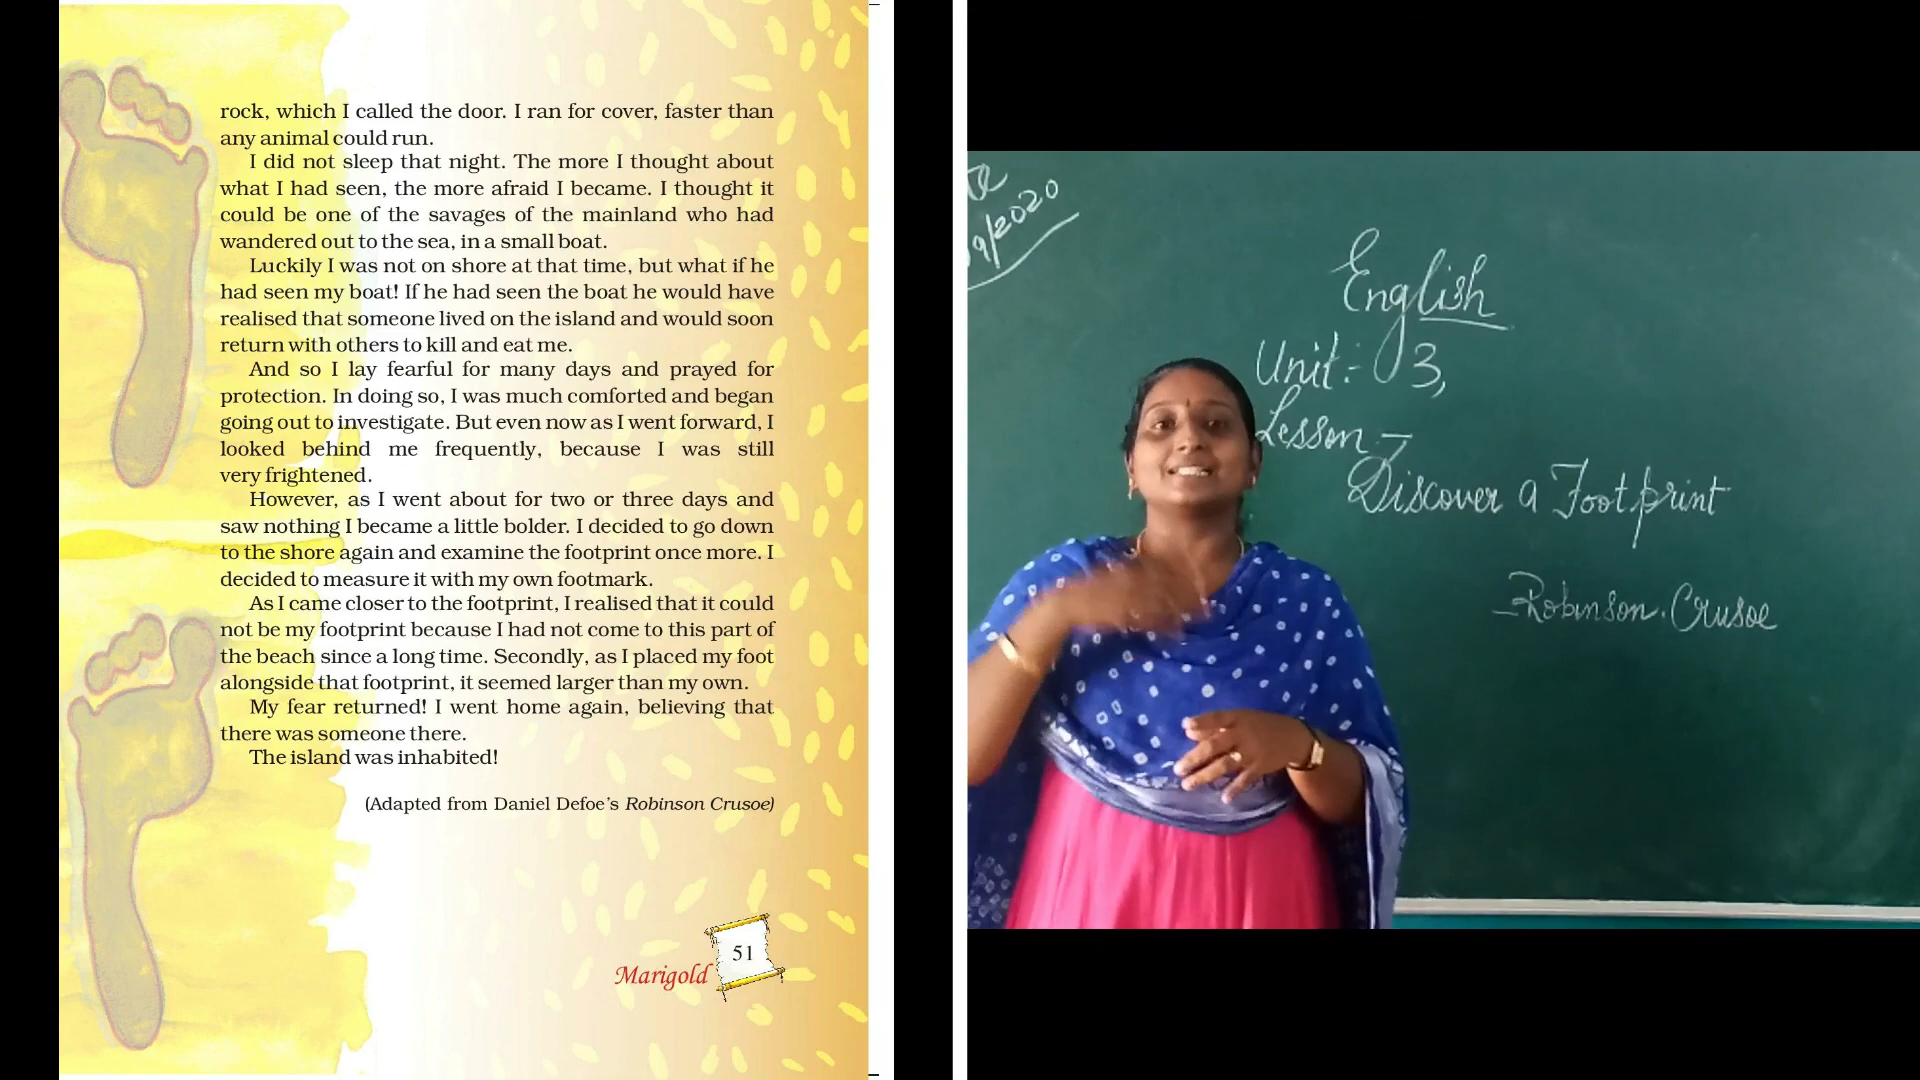 rock, which I called the door. I ran for cover, faster than
any animal could run.
I did not sleep that night. The more I thought about
what I had seen, the more afraid I became. I thought it
could be one of the savages of the mainland who had
wandered out to the sea, in a small boat.
Luckily I was not on shore at that time, but what if he
had seen my boat! If he had seen the boat he would have
realised that someone lived on the island and would soon
return with others to kill and eat me.
And so I lay fearful for many days and prayed for
protection. In doing so, I was much comforted and began
going out to investigate. But even now as I went forward, I
looked behind me frequently, because I was still
very frightened.
However, as I went about for two or three days and
saw nothing I became a little bolder. I decided to go down
to the shore again and examine the footprint once more. I
decided to measure it with my own footmark.
As I came closer to the footprint, I realised that it could
not be my footprint because I had not come to this part of
the beach since a long time. Secondly, as I placed my foot
alongside that footprint, it seemed larger than my own.
My fear returned! I went home again, believing that
there was someone there.
The island was inhabited!
(Adapted from Daniel Defoe's Robinson Crusoe)
Marigold 51
9/2020
English
Unit:- 3,
Lesson -
Discover a Footprint
- Robinson. Crusoe